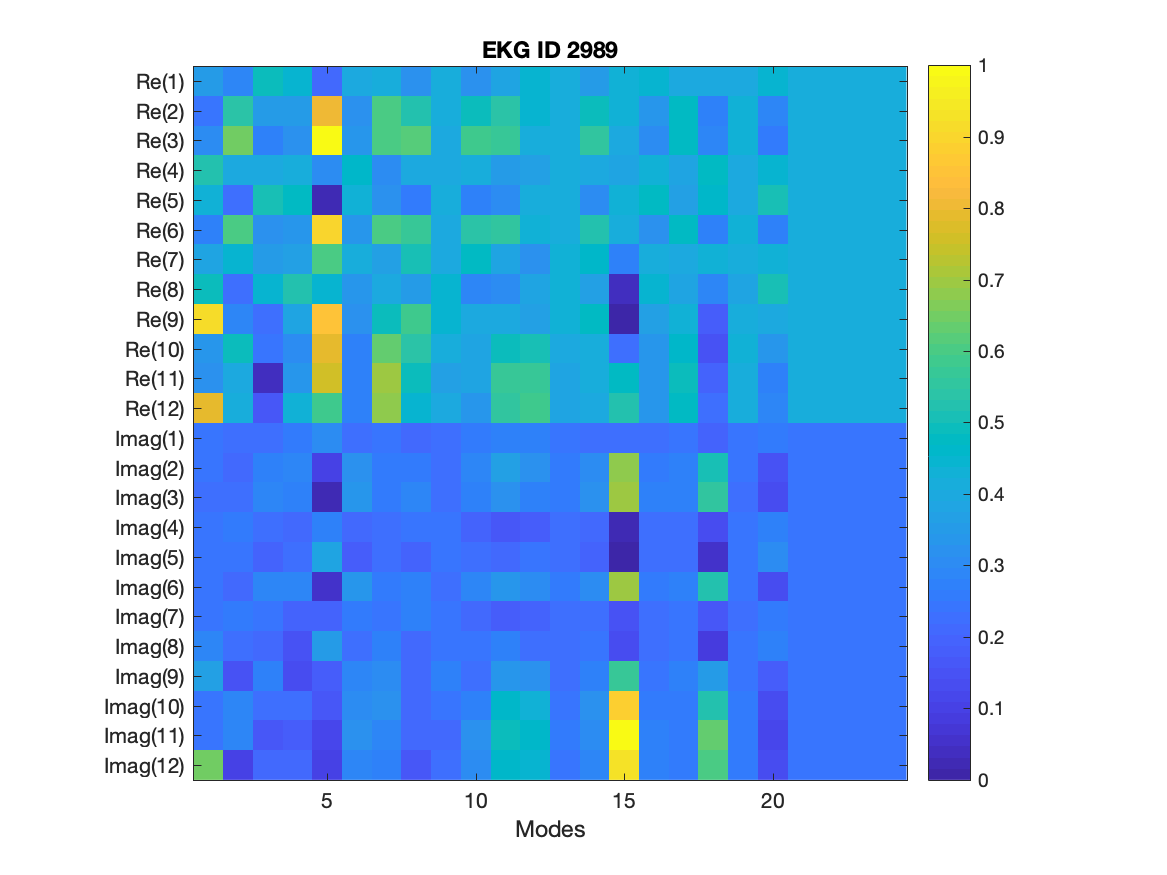 EKG ID 2989
Re(1)
Re(2)
Re(3)
Re(4)
Re(5)
Re(6)
Re(7)
Re(8)
Re(9)
Re(10)
Re(11)
Re(12)
Imag(1)
Imag(2)
Imag(3)
Imag(4)
Imag(5)
Imag(6)
Imag(7)
Imag(8)
Imag(9)
Imag(10)
Imag(11)
Imag(12)
5 10 15 20
Modes
1
0.9
0.8
0.7
0.6
0.5
0.4
0.3
0.2
0.1
0